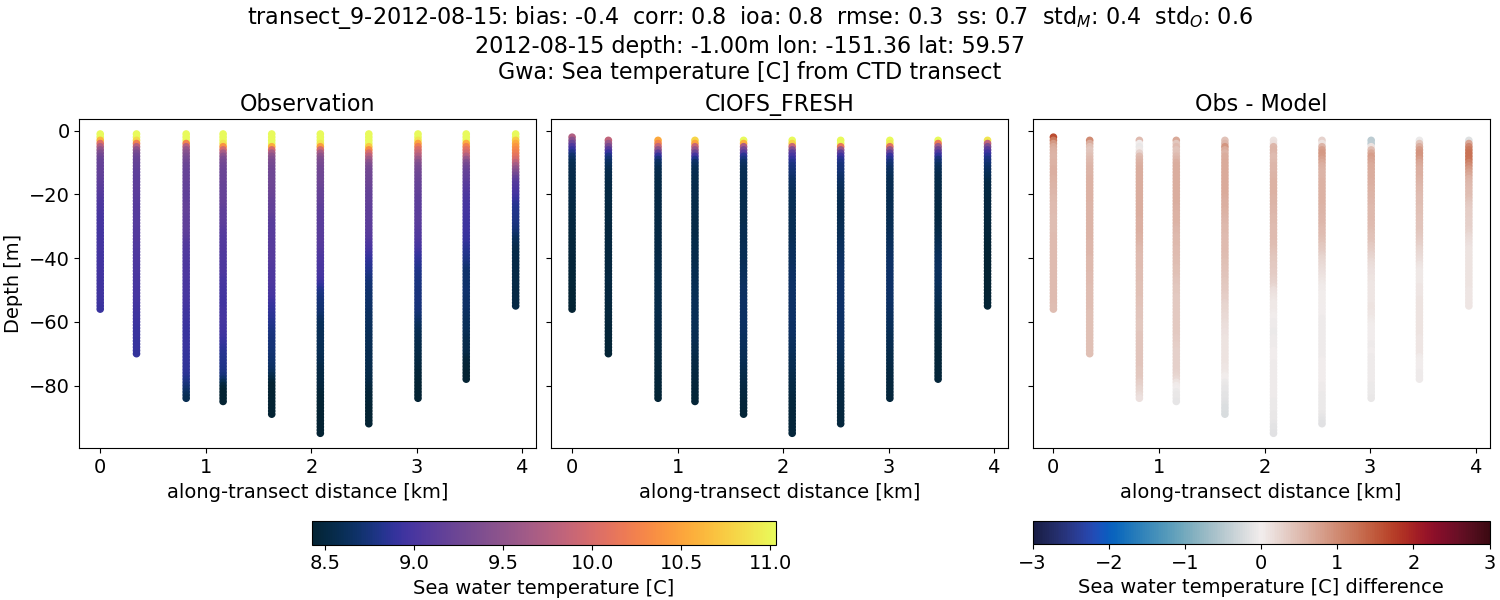 transect_9-2012-08-15: bias: -0.4 corr: 0.8 ioa: 0.8 rmse: 0.3 ss: 0.7 std_M: 0.4 std_O: 0.6
2012-08-15 depth: -1.00m lon: -151.36 lat: 59.57
Gwa: Sea temperature [C] from CTD transect
Observation
CIOFS_FRESH
Obs - Model
Depth [m]
0
−20
−40
−60
−80
0 1 2 3 4
0 1 2 3 4
0 1 2 3 4
along-transect distance [km]
along-transect distance [km]
along-transect distance [km]
8.5 9.0 9.5 10.0 10.5 11.0
Sea water temperature [C]
−3 −2 −1 0 1 2 3
Sea water temperature [C] difference